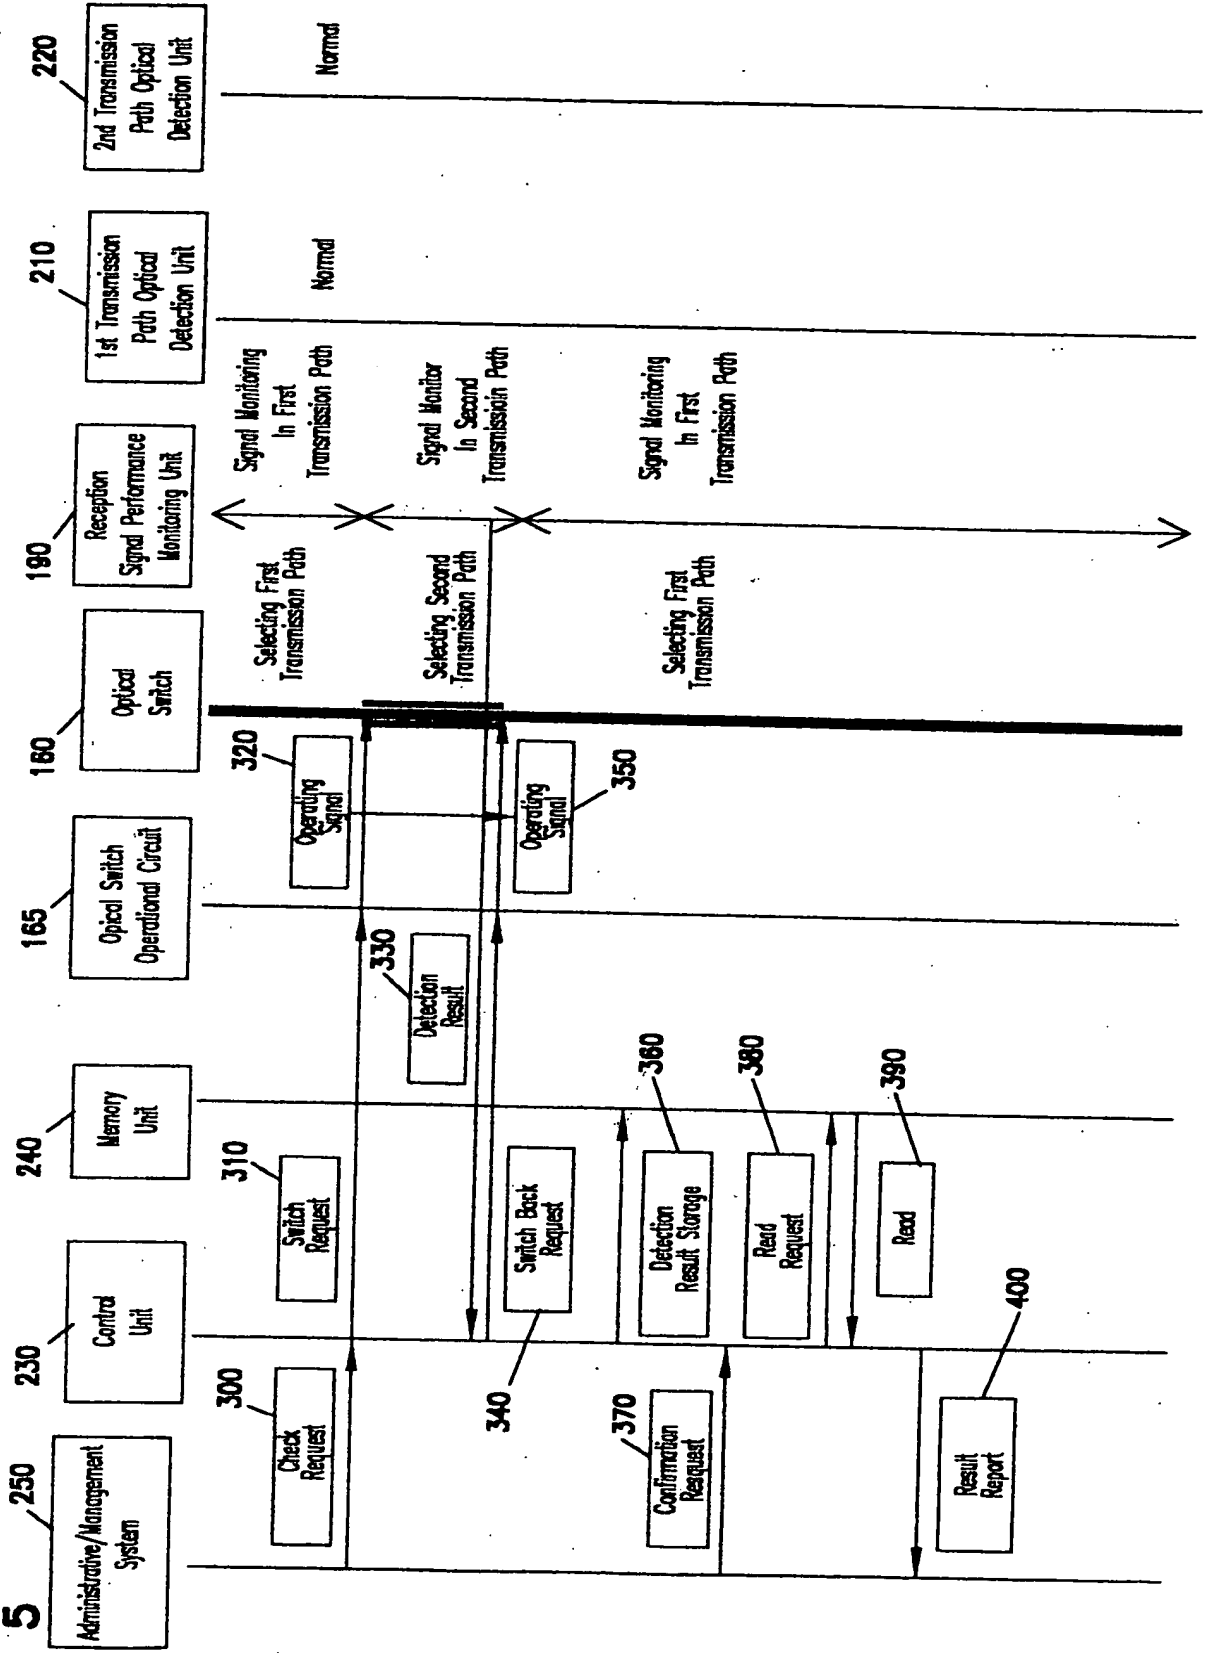 5
250
Administrative/Management
System
230
Control
Unit
240
Memory
Unit
165
Opical Switch
Operational Circuit
160
Optical
Switch
190
Reception
Signal Performance
Monitoring Unit
210
1st Transmission
Path Optical
Detection Unit
220
2nd Transmission
Path Optical
Detection Unit
300
Check
Request
310
Switch
Request
320
Operating
Signal
Selecting First
Transmission Path
Signal Monitoring
In First
Transmission Path
Normal
Normal
330
Detection
Result
Selecting Second
Transmission Path
Signal Monitor
In Second
Transmissioin Path
340
Switch Back
Request
Operating
Signal
350
360
Detection
Result Storage
Selecting First
Transmission Path
Signal Monitoring
In First
Transmission Path
370
Confirmation
Resquest
380
Read
Request
390
Read
400
Result
Report